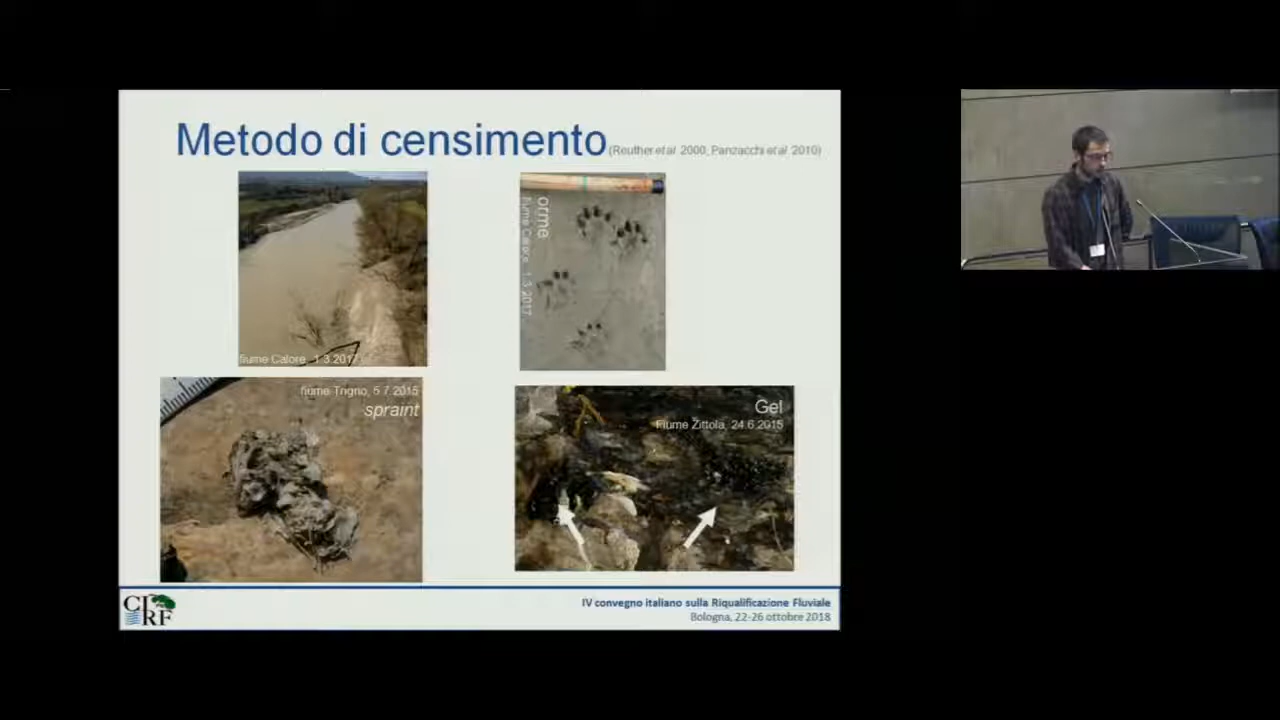 Metodo di censimento (Reuther et al. 2000, Panzacchi et al. 2010)
fiume Calore, 1.3.2017
orme
fiume Calore, 1.3.2017
fiume Trigno, 5.7.2015
spraint
Gel
Fiume Zittola, 24.6.2015
CIRF
IV convegno italiano sulla Riqualificazione Fluviale
Bologna, 22-26 ottobre 2018